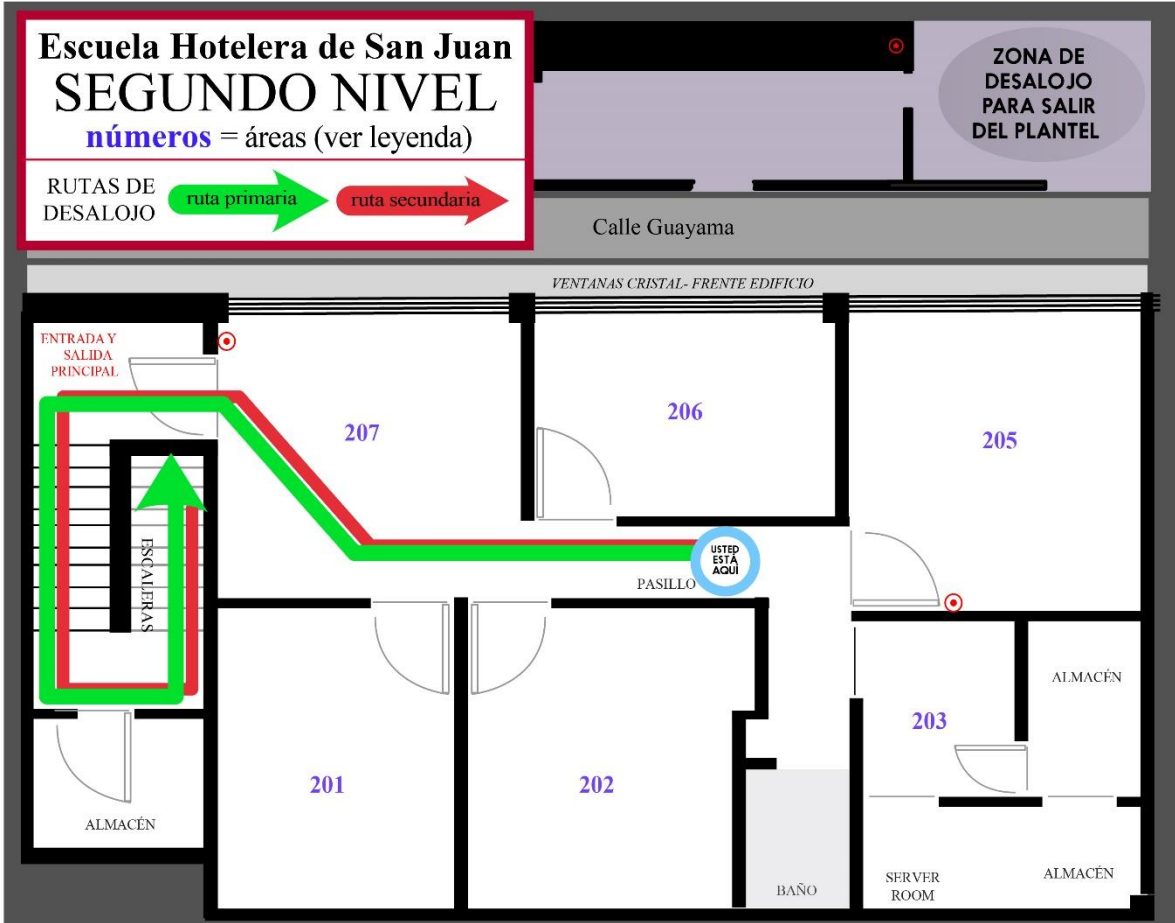 Escuela Hotelera de San Juan
SEGUNDO NIVEL
números = áreas (ver leyenda)
RUTAS DE
DESALOJO
ruta primaria
ruta secundaria
ZONA DE
DESALOJO
PARA SALIR
DEL PLANTEL
Calle Guayama
VENTANAS CRISTAL- FRENTE EDIFICIO
ENTRADA Y
SALIDA
PRINCIPAL
207
206
205
ESCALERAS
USTED
ESTÁ
AQUÍ
PASILLO
ALMACÉN
203
201
202
ALMACÉN
BAÑO
SERVER
ROOM
ALMACÉN